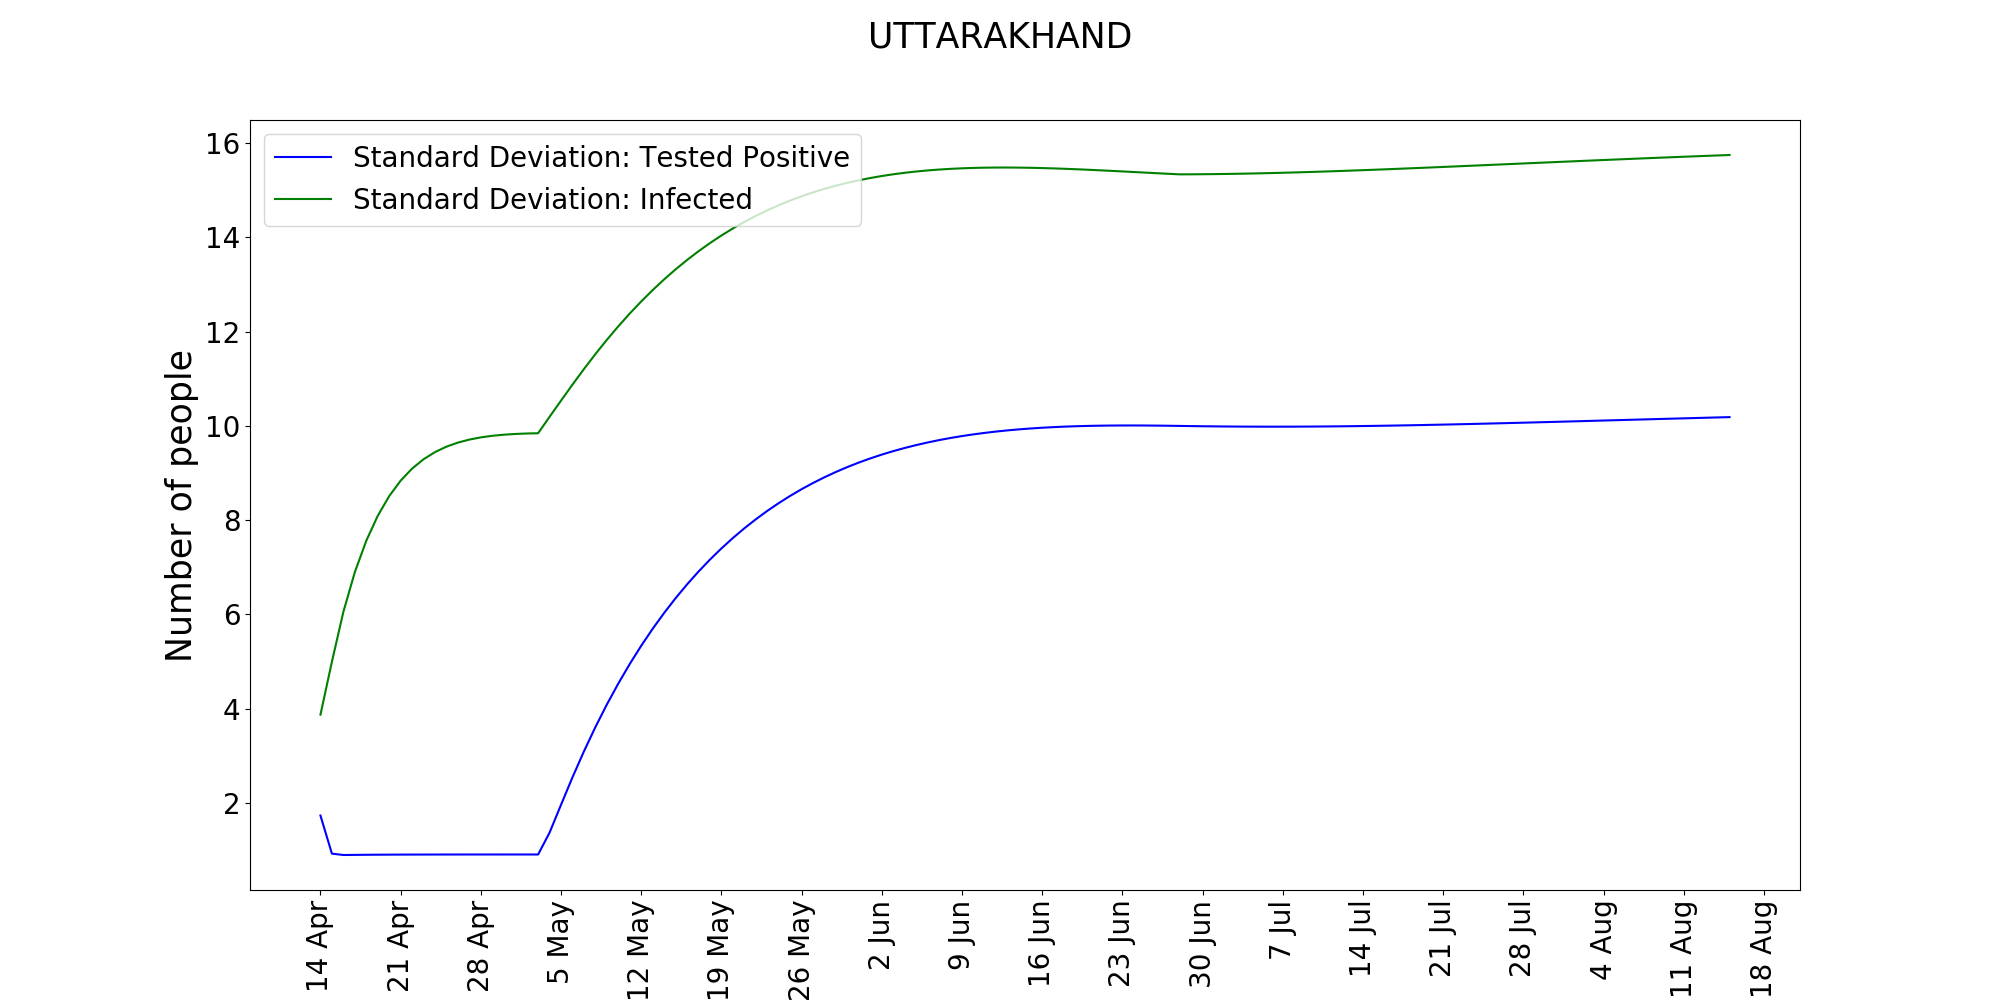 UTTARAKHAND
Standard Deviation: Tested Positive
Standard Deviation: Infected
Number of people
16
14
12
10
8
6
4
2
14 Apr
21 Apr
28 Apr
5 May
12 May
19 May
26 May
2 Jun
9 Jun
16 Jun
23 Jun
30 Jun
7 Jul
14 Jul
21 Jul
28 Jul
4 Aug
11 Aug
18 Aug